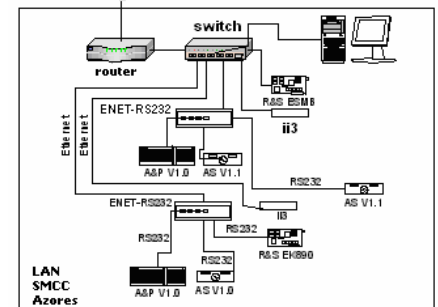 switch
router
R&S ESMB
ENET-RS232
ii3
Ethernet
Ethernet
A&P V1.0
AS V1.1
RS232
AS V1.1
ENET-RS232
ii3
RS232
RS232
R&S EK890
RS232
LAN
SMCC
Azores
A&P V1.0
AS V1.0